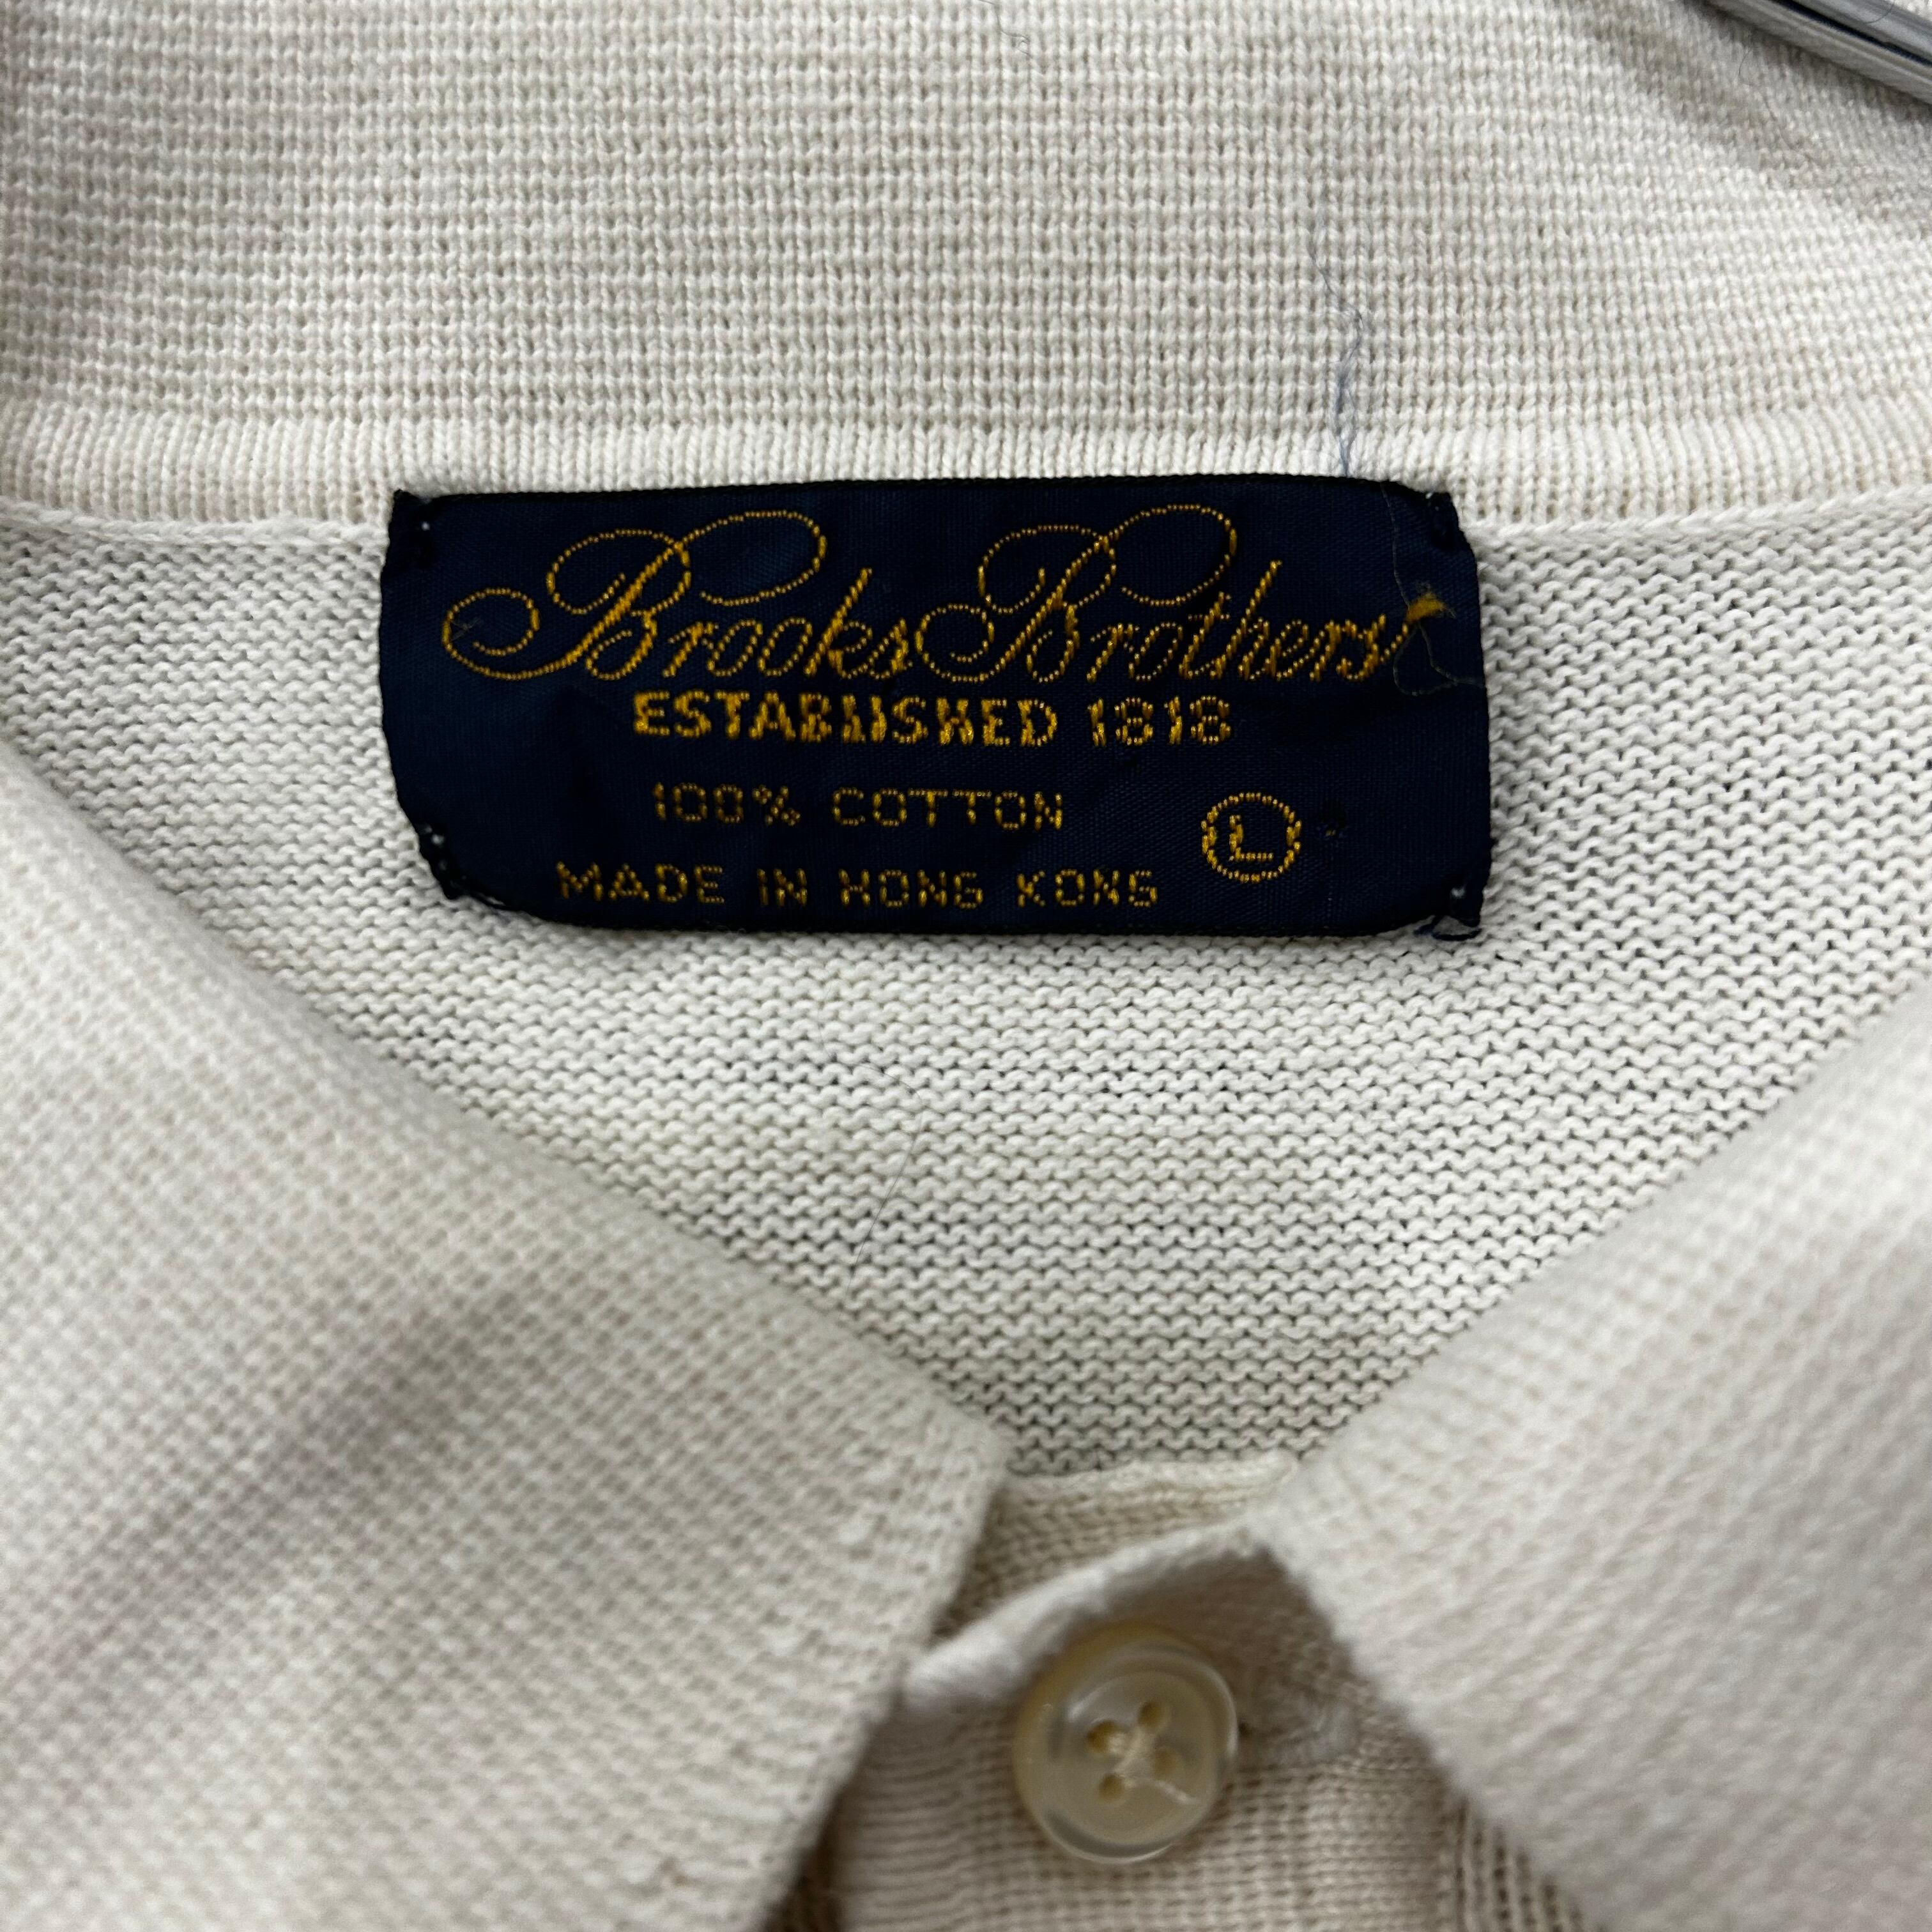 Brooks Brothers
ESTABLISHED 1818
100% COTTON
L
MADE IN HONG KONG